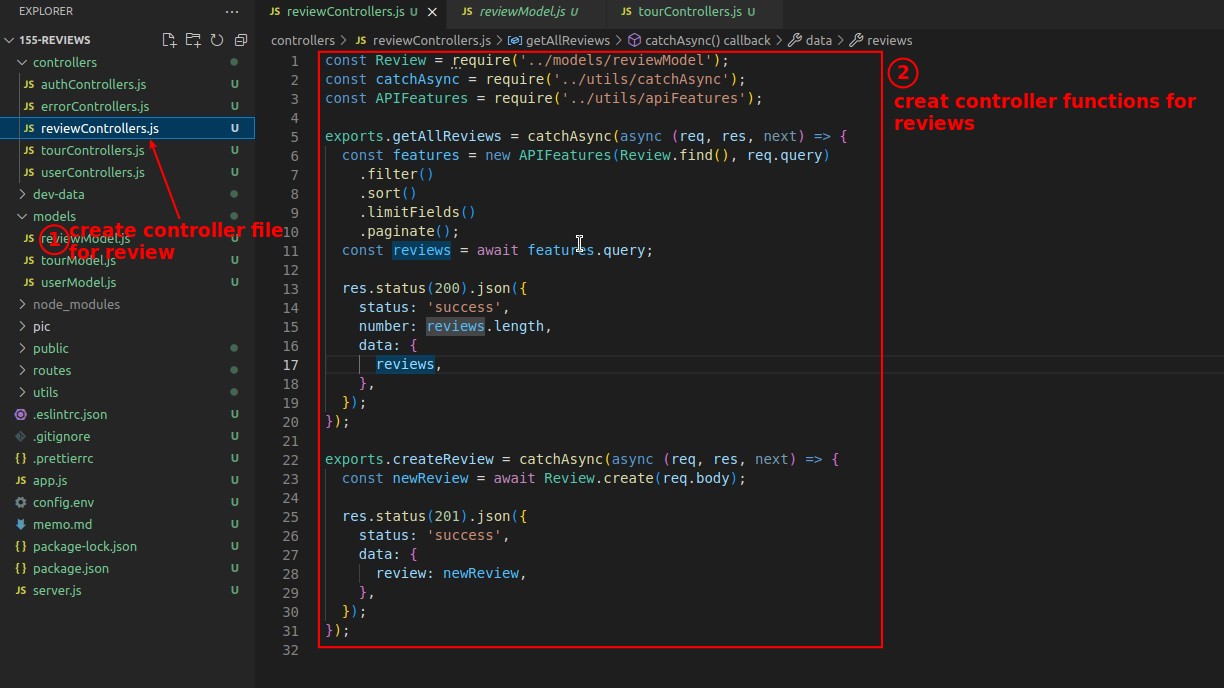 EXPLORER
···
155-REVIEWS
controllers
JS authControllers.js U
JS errorControllers.js U
JS reviewControllers.js U
JS tourControllers.js U
JS userControllers.js U
dev-data
models
JS reviewModel.js U
JS tourModel.js U
JS userModel.js U
node_modules
pic
public
routes
utils
.eslintrc.json U
.gitignore U
{} .prettierrc U
JS app.js U
config.env U
memo.md U
{} package-lock.json U
{} package.json U
JS server.js U
1 create controller file
for review
JS reviewControllers.js U ×
JS reviewModel.js U
JS tourControllers.js U
controllers > JS reviewControllers.js > getAllReviews > catchAsync() callback > data > reviews
1 const Review = require('../models/reviewModel');
2 const catchAsync = require('../utils/catchAsync');
3 const APIFeatures = require('../utils/apiFeatures');
4
5 exports.getAllReviews = catchAsync(async (req, res, next) => {
6 const features = new APIFeatures(Review.find(), req.query)
7 .filter()
8 .sort()
9 .limitFields()
10 .paginate();
11 const reviews = await features.query;
12
13 res.status(200).json({
14 status: 'success',
15 number: reviews.length,
16 data: {
17 reviews,
18 },
19 });
20 });
21
22 exports.createReview = catchAsync(async (req, res, next) => {
23 const newReview = await Review.create(req.body);
24
25 res.status(201).json({
26 status: 'success',
27 data: {
28 review: newReview,
29 },
30 });
31 });
32
2
creat controller functions for
reviews